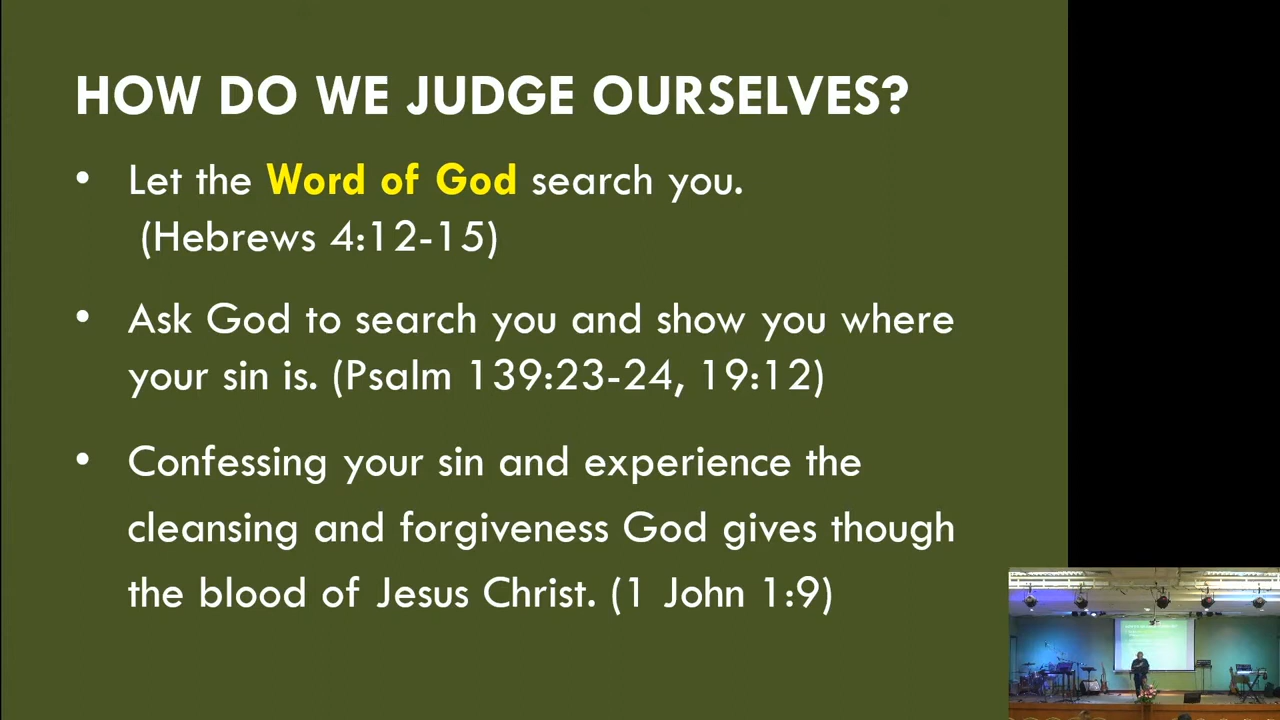 HOW DO WE JUDGE OURSELVES?
• Let the Word of God search you.
(Hebrews 4:12-15)
• Ask God to search you and show you where
your sin is. (Psalm 139:23-24, 19:12)
• Confessing your sin and experience the
cleansing and forgiveness God gives though
the blood of Jesus Christ. (1 John 1:9)